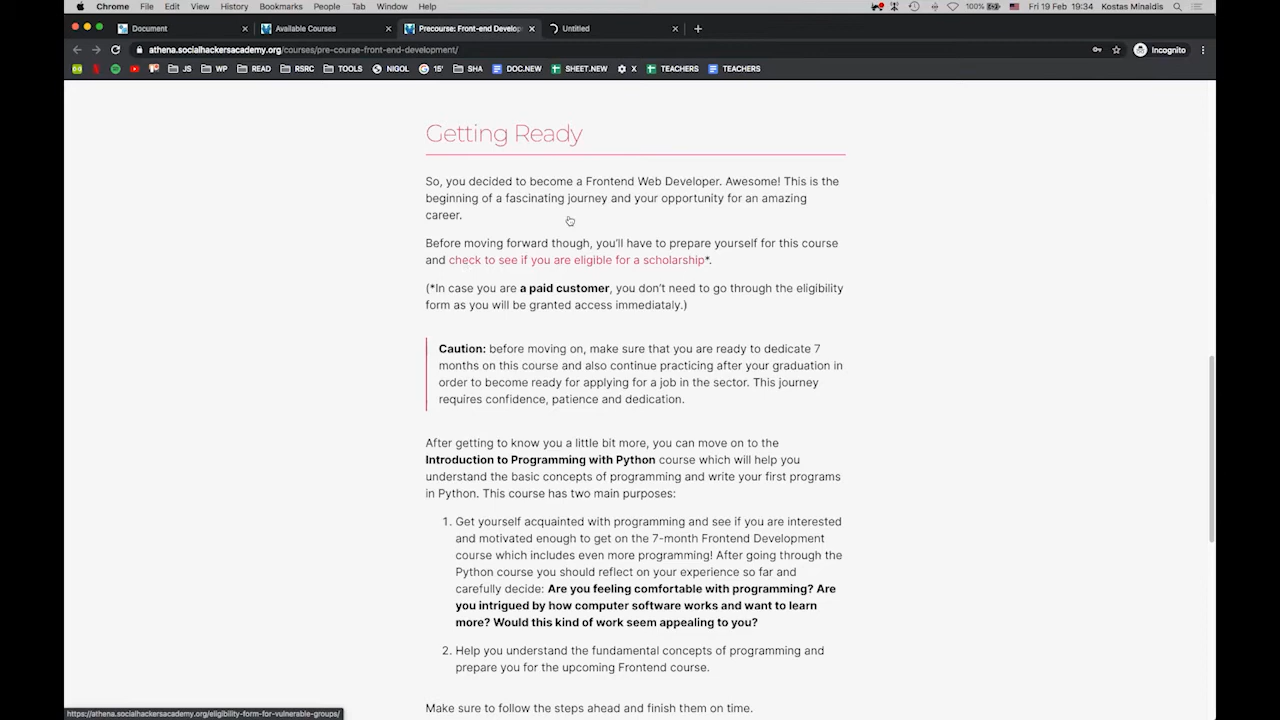 Chrome File Edit View History Bookmarks People Tab Window Help 100% Fri 19 Feb 19:34 Kostas Minaidis
Document Available Courses Precourse: Front-end Develop Untitled
athena.socialhackersacademy.org/courses/pre-course-front-end-development/ Incognito
JS WP READ RSRC TOOLS NIGOL 15' SHA DOC.NEW SHEET.NEW X TEACHERS TEACHERS
Getting Ready
So, you decided to become a Frontend Web Developer. Awesome! This is the
beginning of a fascinating journey and your opportunity for an amazing
career.
Before moving forward though, you'll have to prepare yourself for this course
and check to see if you are eligible for a scholarship*.
(*In case you are a paid customer, you don't need to go through the eligibility
form as you will be granted access immediataly.)
Caution: before moving on, make sure that you are ready to dedicate 7
months on this course and also continue practicing after your graduation in
order to become ready for applying for a job in the sector. This journey
requires confidence, patience and dedication.
After getting to know you a little bit more, you can move on to the
Introduction to Programming with Python course which will help you
understand the basic concepts of programming and write your first programs
in Python. This course has two main purposes:
1. Get yourself acquainted with programming and see if you are interested
and motivated enough to get on the 7-month Frontend Development
course which includes even more programming! After going through the
Python course you should reflect on your experience so far and
carefully decide: Are you feeling comfortable with programming? Are
you intrigued by how computer software works and want to learn
more? Would this kind of work seem appealing to you?
2. Help you understand the fundamental concepts of programming and
prepare you for the upcoming Frontend course.
Make sure to follow the steps ahead and finish them on time.
https://athena.socialhackersacademy.org/eligibility-form-for-vulnerable-groups/